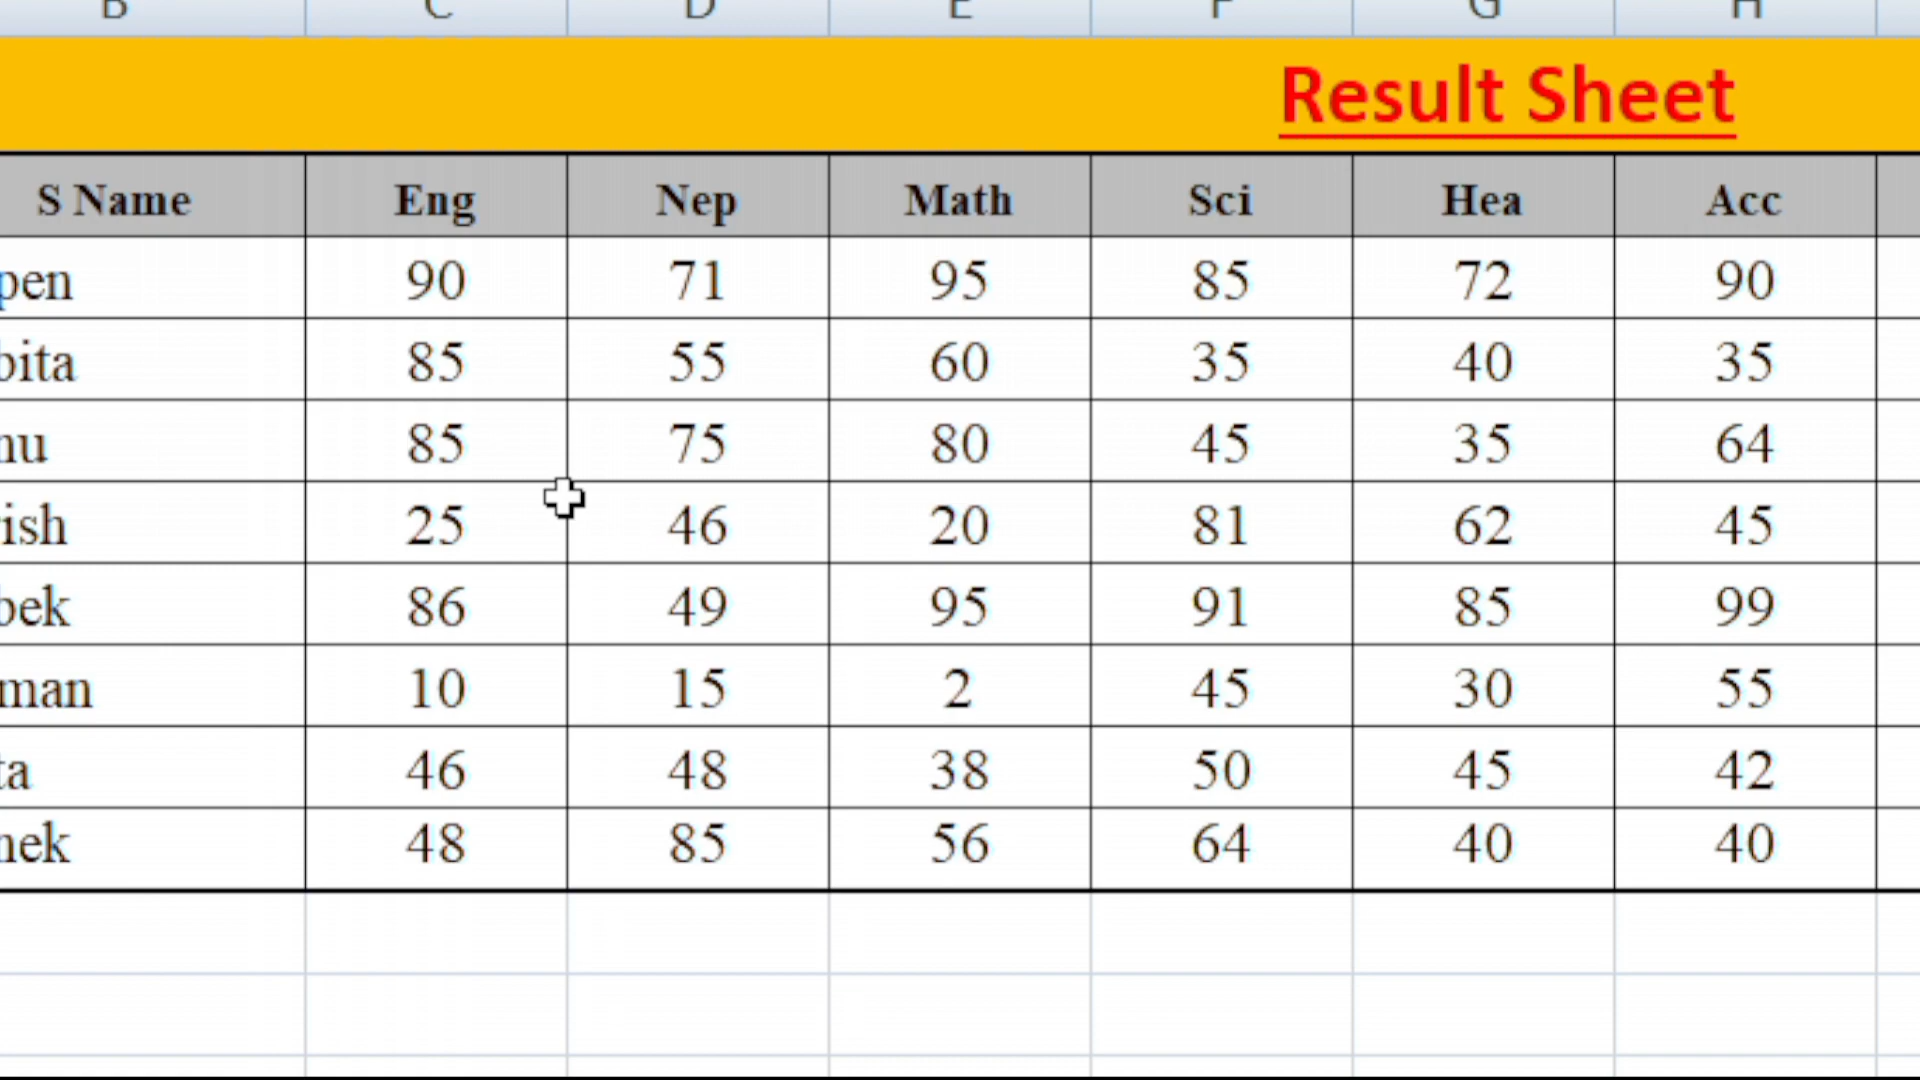 B C D E F G H
Result Sheet
S Name Eng Nep Math Sci Hea Acc
pen 90 71 95 85 72 90
bita 85 55 60 35 40 35
nu 85 75 80 45 35 64
ish 25 46 20 81 62 45
bek 86 49 95 91 85 99
man 10 15 2 45 30 55
ta 46 48 38 50 45 42
nek 48 85 56 64 40 40